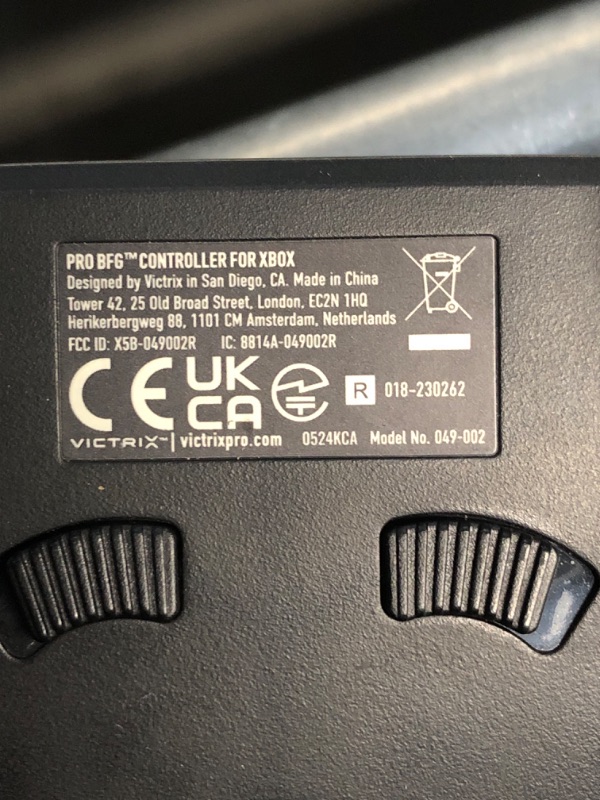 PRO BFG™ CONTROLLER FOR XBOX
Designed by Victrix in San Diego, CA. Made in China
Tower 42, 25 Old Broad Street, London, EC2N 1HQ
Herikerbergweg 88, 1101 CM Amsterdam, Netherlands
FCC ID: X5B-049002R IC: 8814A-049002R
CE UK CA R 018-230262
VICTRIX™ | victrixpro.com 0524KCA Model No. 049-002